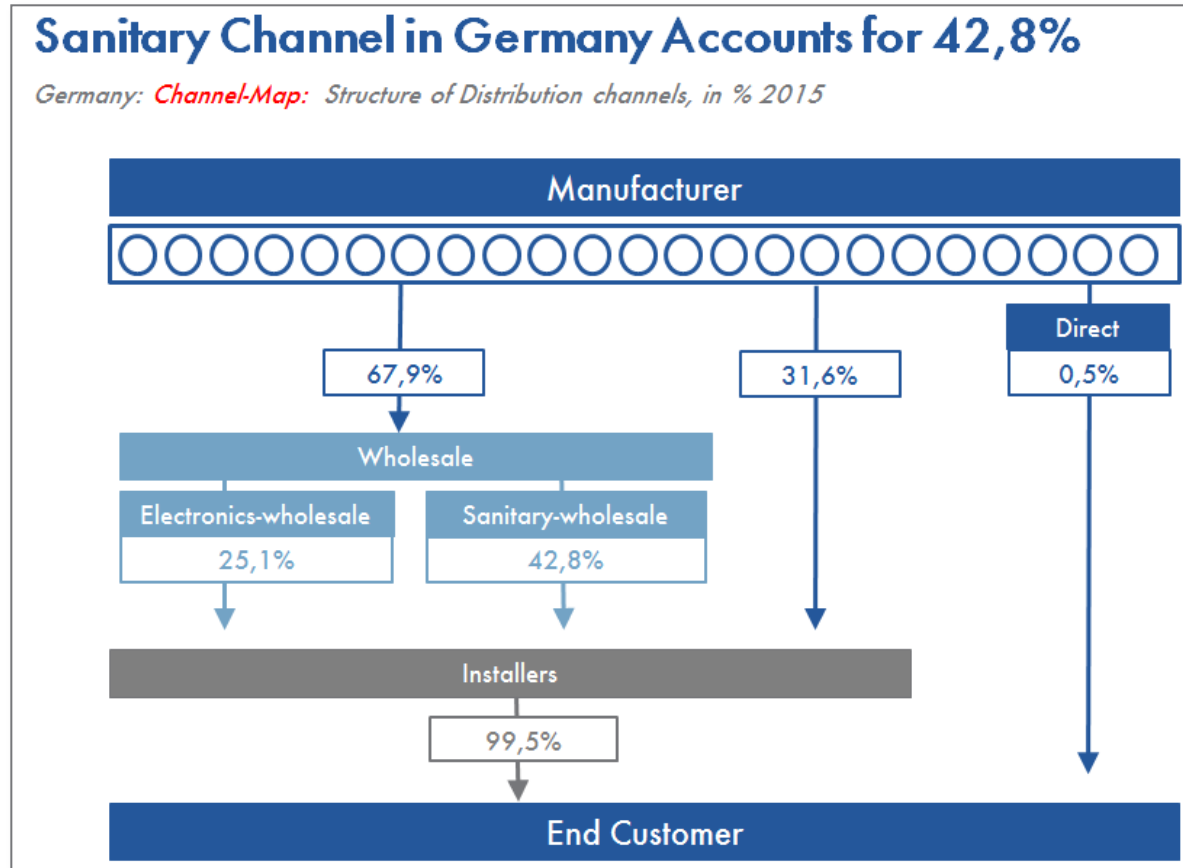 Sanitary Channel in Germany Accounts for 42,8%
Germany: Channel-Map: Structure of Distribution channels, in % 2015
Manufacturer
Direct
67,9%
31,6%
0,5%
Wholesale
Electronics-wholesale
Sanitary-wholesale
25,1%
42,8%
Installers
99,5%
End Customer